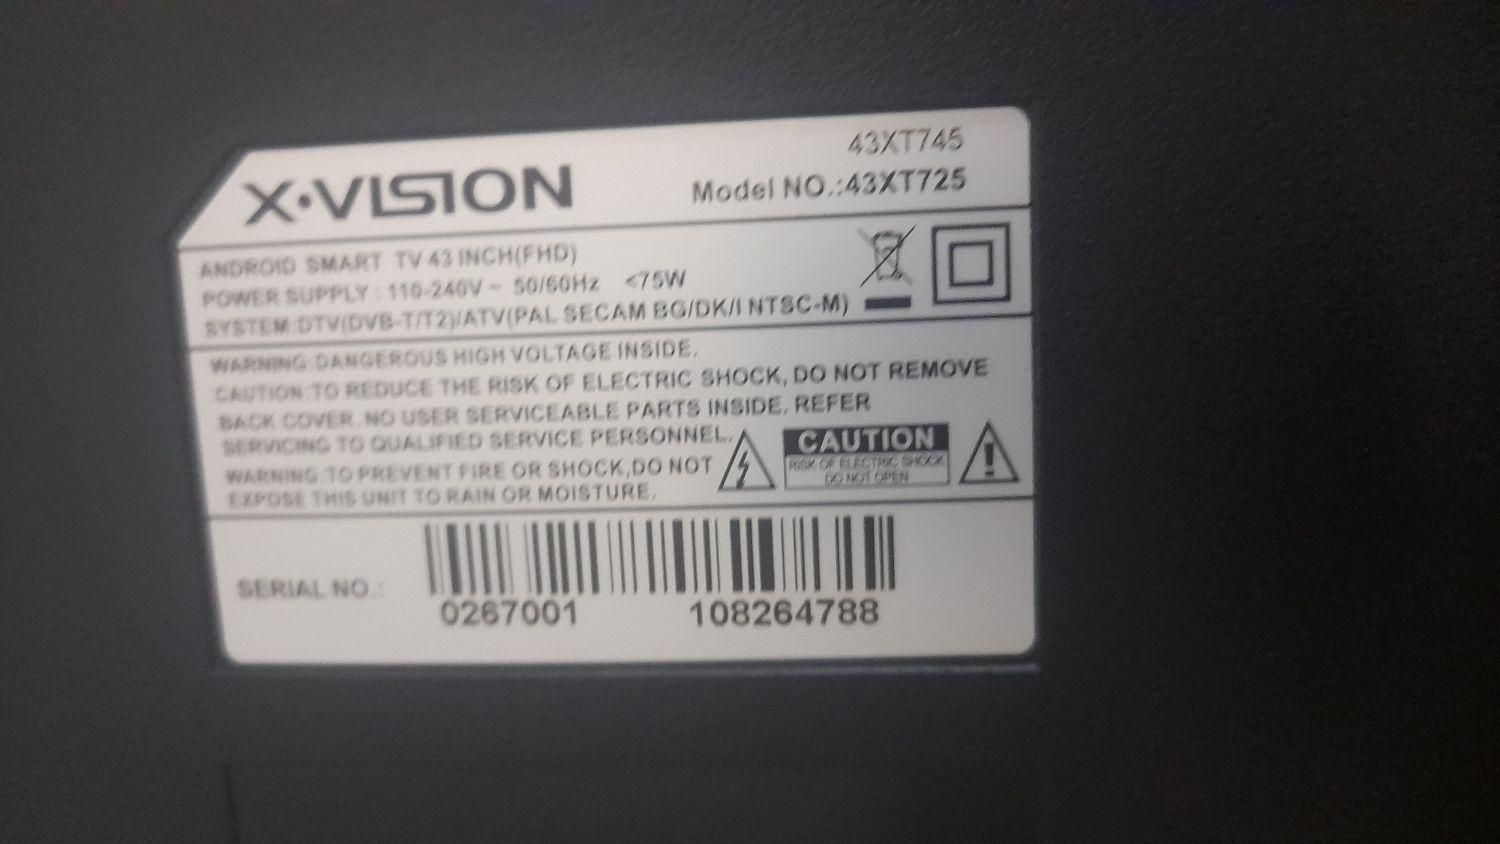 43XT745
X·VISION
Model NO.:43XT725
ANDROID SMART TV 43 INCH(FHD)
POWER SUPPLY : 110-240V ~ 50/60Hz <75W
SYSTEM:DTV(DVB-T/T2)/ATV(PAL SECAM BG/DK/I NTSC-M)
WARNING:DANGEROUS HIGH VOLTAGE INSIDE.
CAUTION:TO REDUCE THE RISK OF ELECTRIC SHOCK, DO NOT REMOVE
BACK COVER. NO USER SERVICEABLE PARTS INSIDE. REFER
SERVICING TO QUALIFIED SERVICE PERSONNEL.
WARNING:TO PREVENT FIRE OR SHOCK,DO NOT
EXPOSE THIS UNIT TO RAIN OR MOISTURE.
CAUTION
RISK OF ELECTRIC SHOCK
DO NOT OPEN
SERIAL NO.:
0267001 108264788